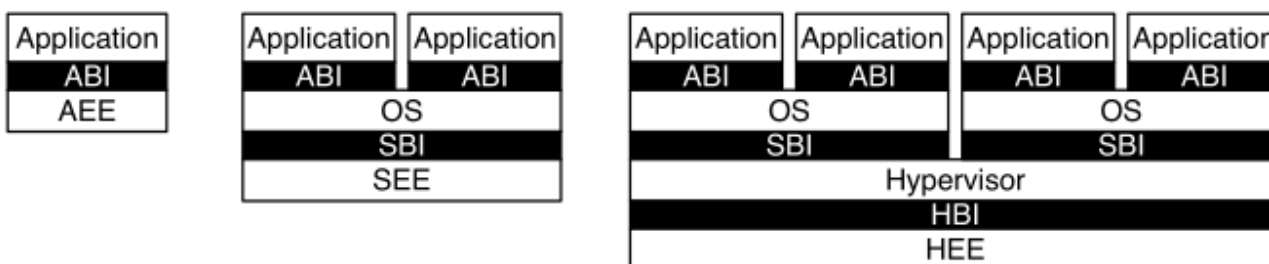 Application Application Application Application Application Application Application
ABI ABI ABI ABI ABI ABI ABI
AEE OS OS OS
SBI SBI SBI
SEE Hypervisor
HBI
HEE